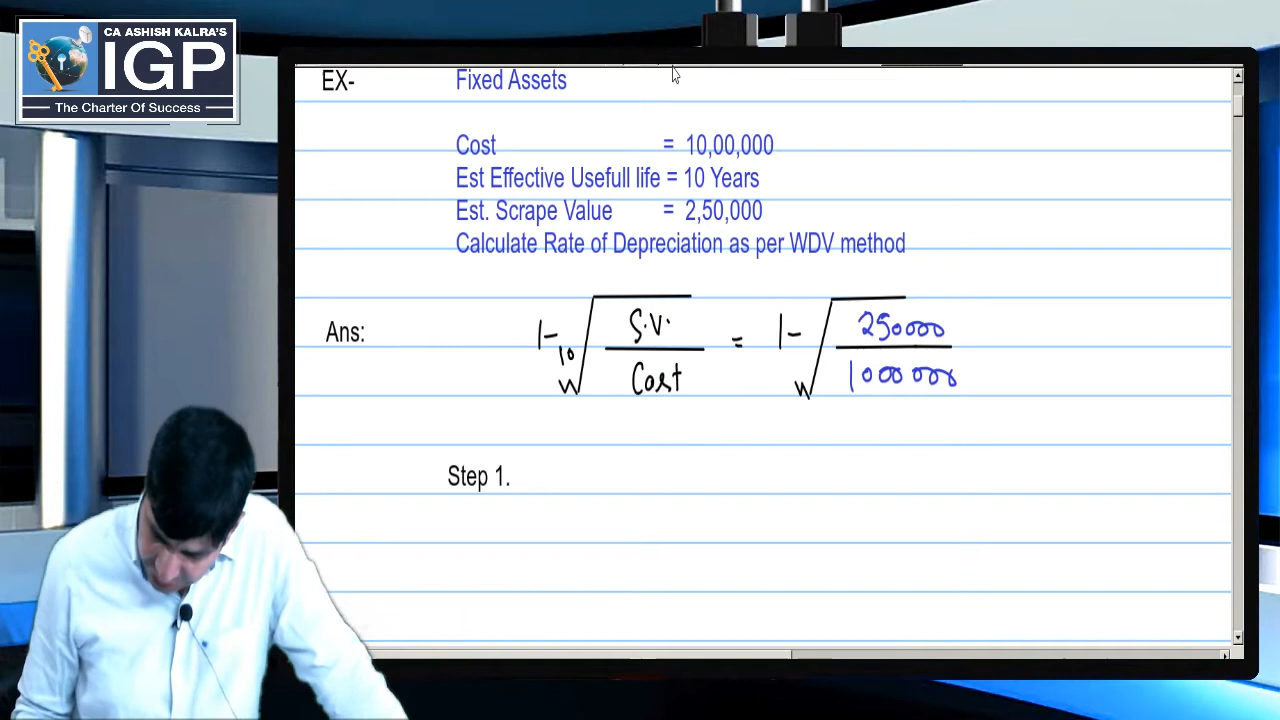 CA ASHISH KALRA'S
IGP
The Charter Of Success
EX- Fixed Assets
Cost = 10,00,000
Est Effective Usefull life = 10 Years
Est. Scrape Value = 2,50,000
Calculate Rate of Depreciation as per WDV method
Ans: 1-10√S.V./Cost = 1-√250000/1000000
Step 1.